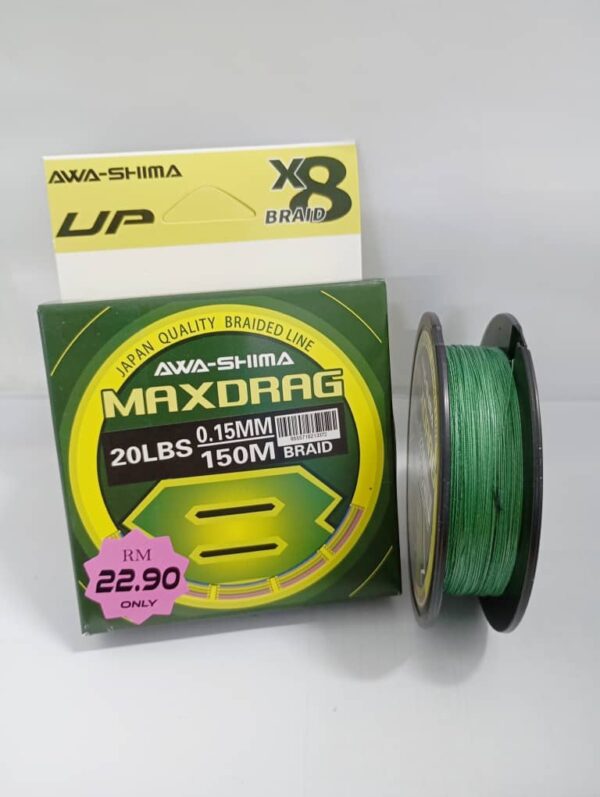 AWA-SHIMA
UP
X8
BRAID
JAPAN QUALITY BRAIDED LINE
AWA-SHIMA
MAXDRAG
20LBS
0.15MM
150M
BRAID
8
RM
22.90
ONLY